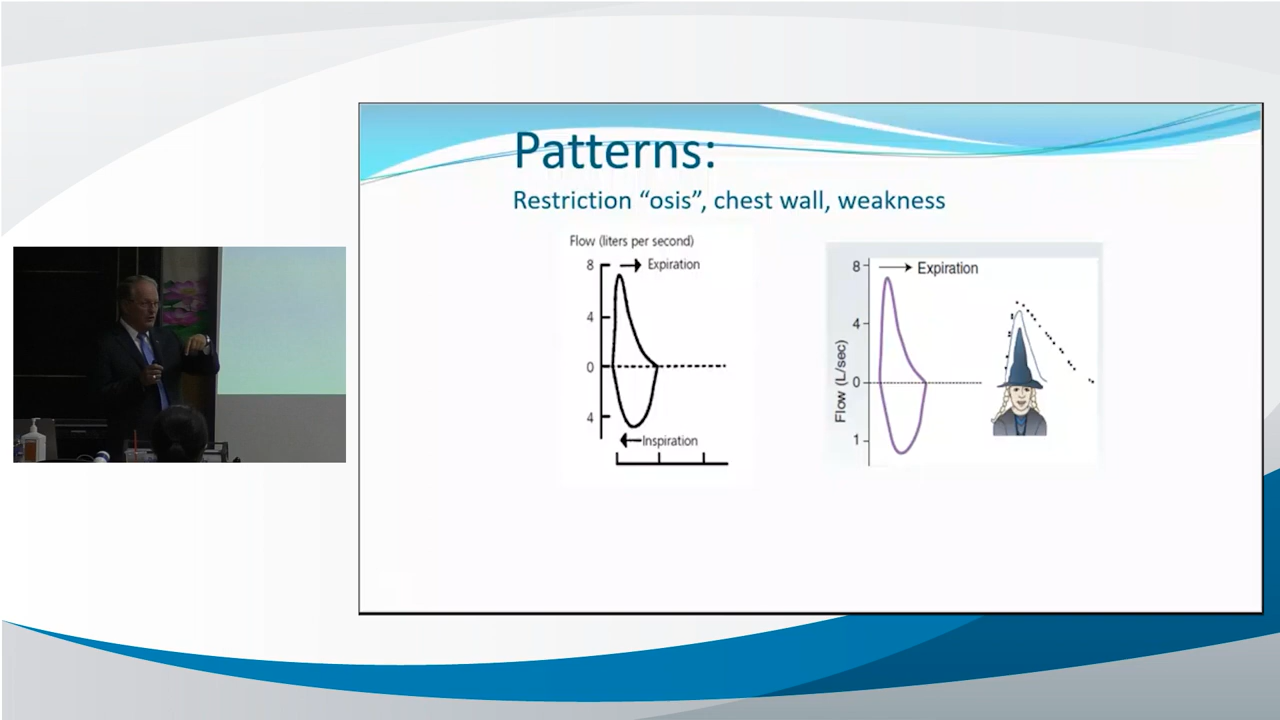 Patterns:
Restriction “osis”, chest wall, weakness
Flow (liters per second)
8
Expiration
4
0
4
Inspiration
8
Expiration
4
0
1
Flow (L/sec)